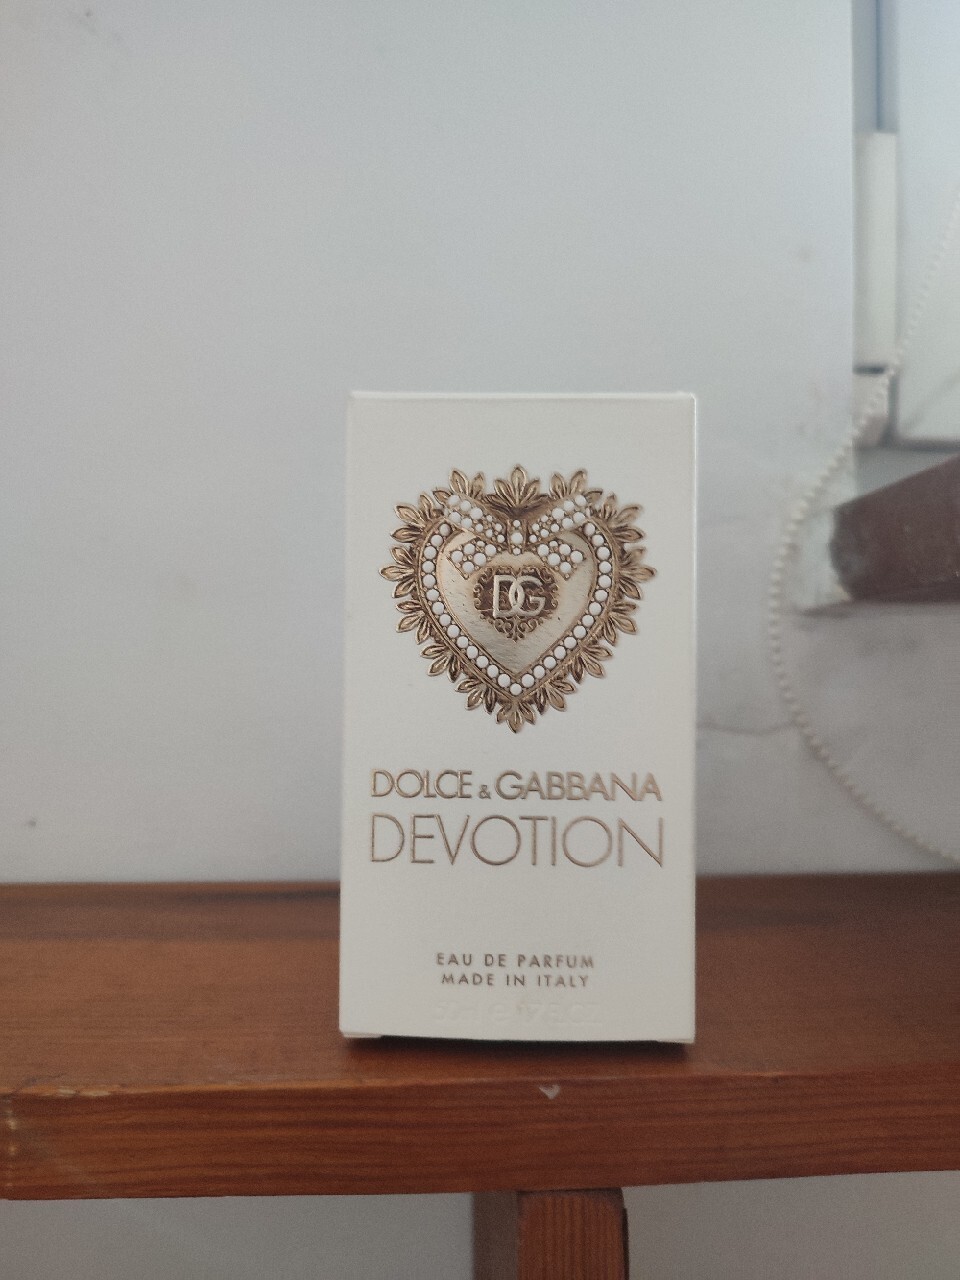 DG
DOLCE & GABBANA
DEVOTION
EAU DE PARFUM
MADE IN ITALY